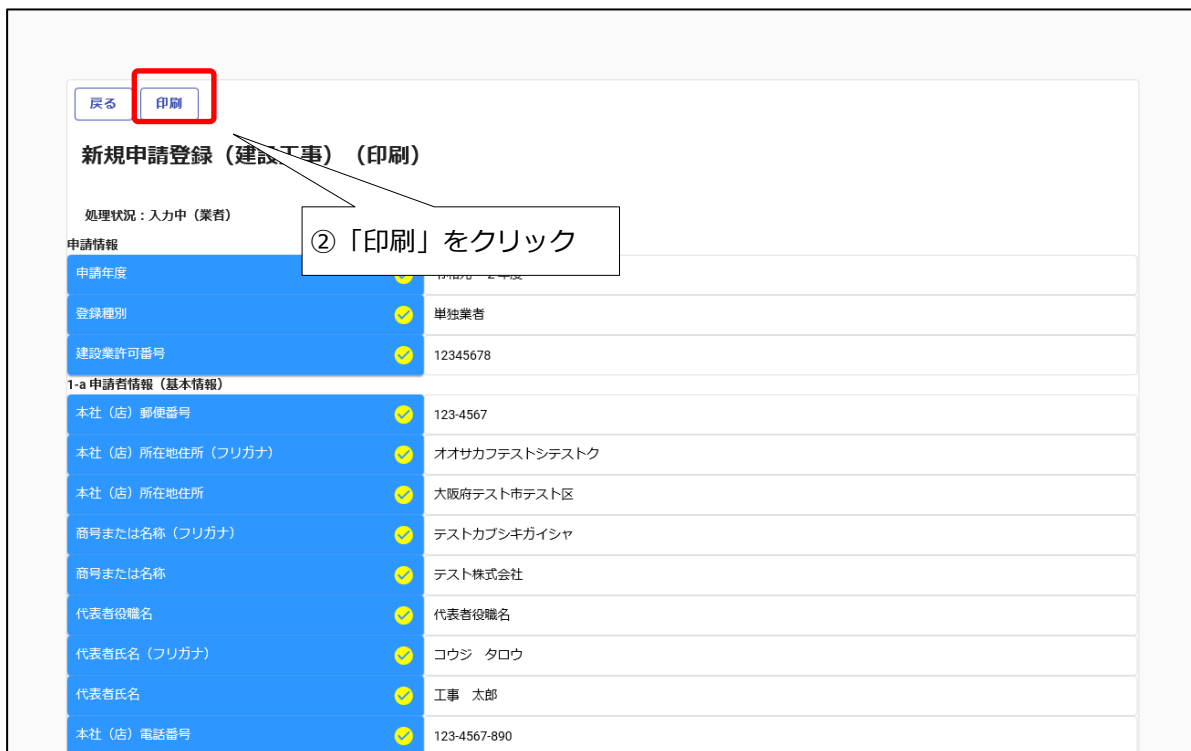 戻る 印刷
新規申請登録（建設工事）（印刷）
処理状況：入力中（業者）
②「印刷」をクリック
申請情報
申請年度
登録種別 単独業者
建設業許可番号 12345678
1-a 申請者情報（基本情報）
本社（店）郵便番号 123-4567
本社（店）所在地住所（フリガナ） オオサカフテストシテストク
本社（店）所在地住所 大阪府テスト市テスト区
商号または名称（フリガナ） テストカブシキガイシャ
商号または名称 テスト株式会社
代表者役職名 代表者役職名
代表者氏名（フリガナ） コウジ　タロウ
代表者氏名 工事　太郎
本社（店）電話番号 123-4567-890